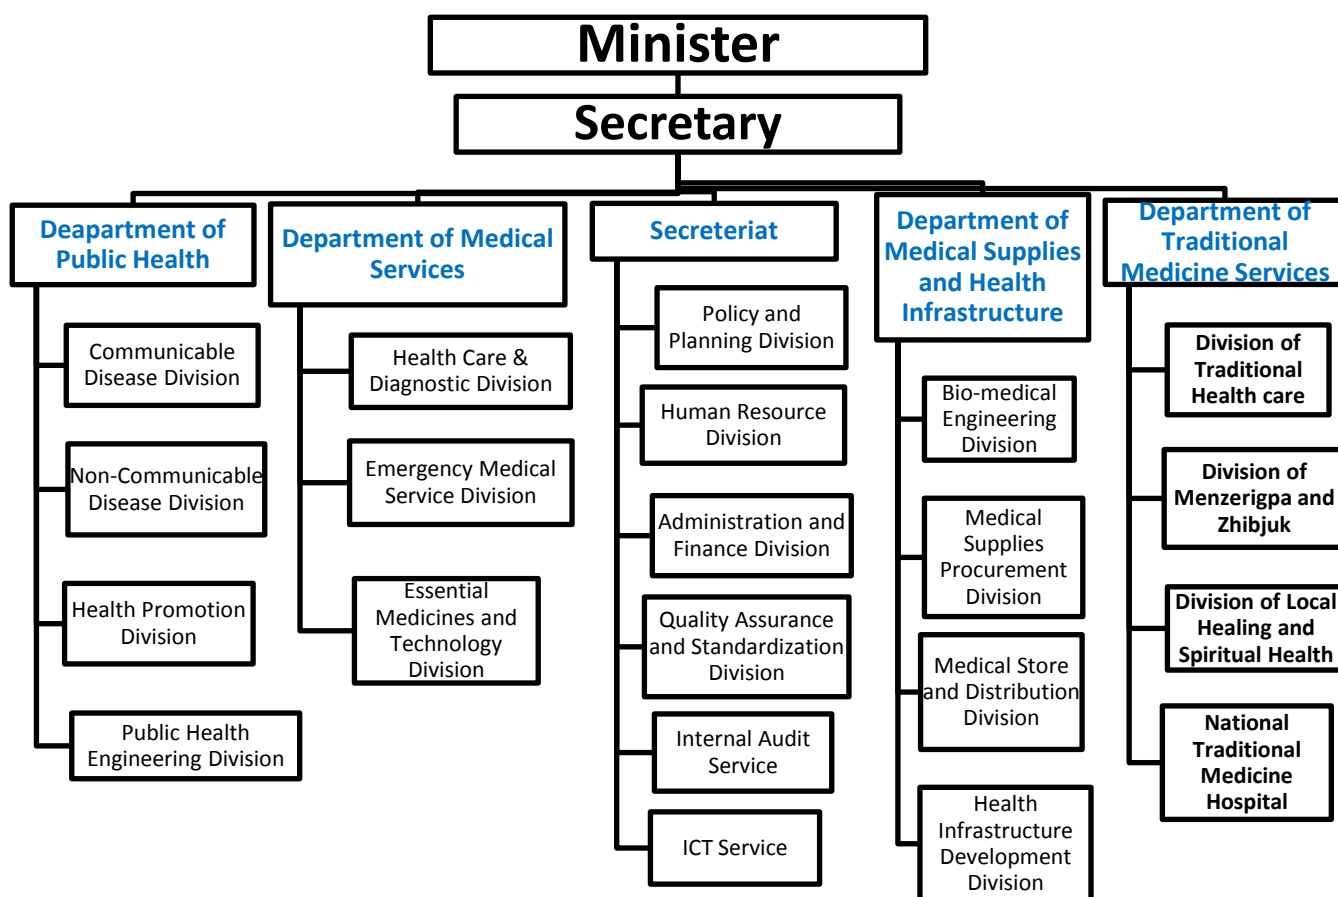 Minister
Secretary
Deapartment of
Public Health
Communicable
Disease Division
Non-Communicable
Disease Division
Health Promotion
Division
Public Health
Engineering Division
Department of Medical
Services
Health Care &
Diagnostic Division
Emergency Medical
Service Division
Essential
Medicines and
Technology
Division
Secreteriat
Policy and
Planning Division
Human Resource
Division
Administration and
Finance Division
Quality Assurance
and Standardization
Division
Internal Audit
Service
ICT Service
Department of
Medical Supplies
and Health
Infrastructure
Bio-medical
Engineering
Division
Medical
Supplies
Procurement
Division
Medical Store
and Distribution
Division
Health
Infrastructure
Development
Division
Department of
Traditional
Medicine Services
Division of
Traditional
Health care
Division of
Menzerigpa and
Zhibjuk
Division of Local
Healing and
Spiritual Health
National
Traditional
Medicine
Hospital